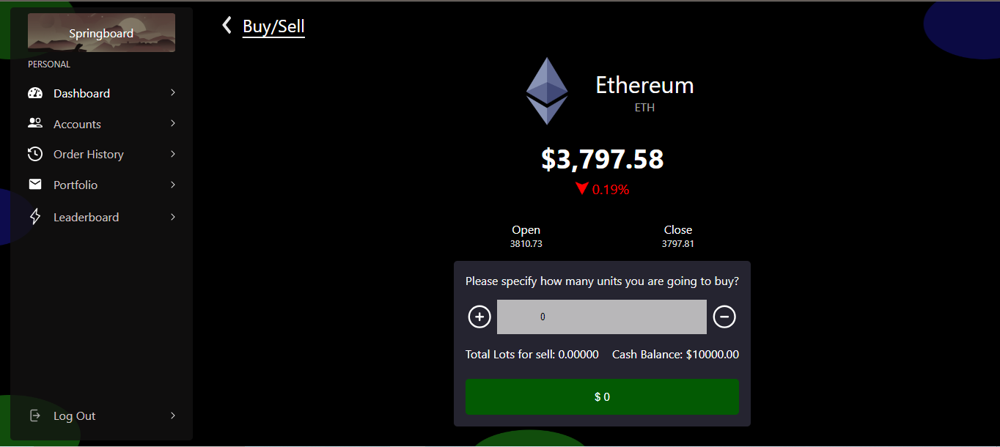 Springboard
PERSONAL
Dashboard
Accounts
Order History
Portfolio
Leaderboard
Log Out
Buy/Sell
Ethereum
ETH
$3,797.58
0.19%
Open Close
3810.73 3797.81
Please specify how many units you are going to buy?
0
Total Lots for sell: 0.00000 Cash Balance: $10000.00
$ 0